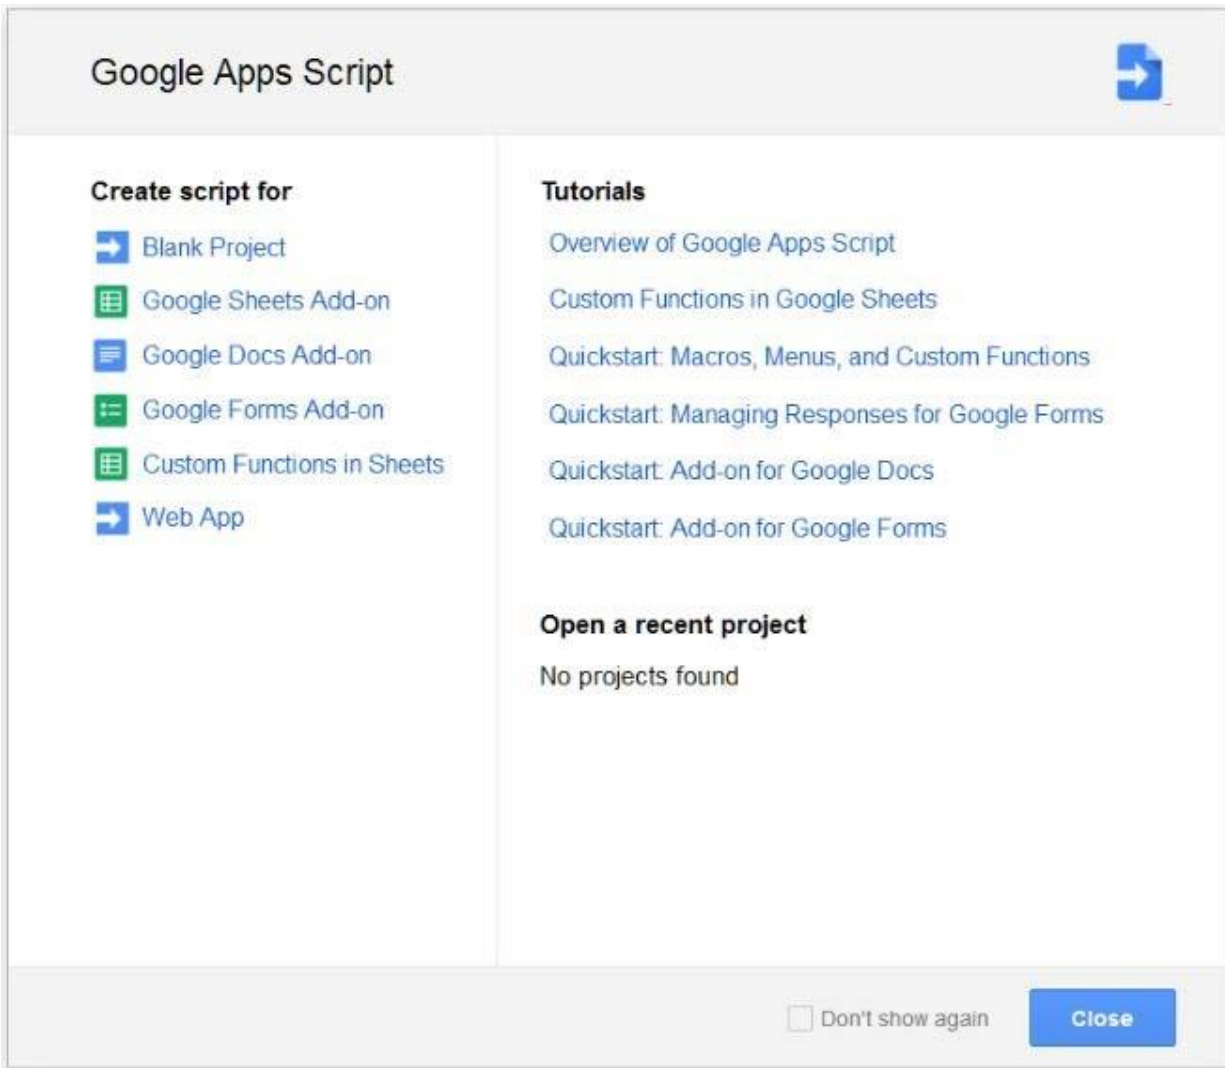 Google Apps Script
Create script for
Blank Project
Google Sheets Add-on
Google Docs Add-on
Google Forms Add-on
Custom Functions in Sheets
Web App
Tutorials
Overview of Google Apps Script
Custom Functions in Google Sheets
Quickstart: Macros, Menus, and Custom Functions
Quickstart: Managing Responses for Google Forms
Quickstart: Add-on for Google Docs
Quickstart: Add-on for Google Forms
Open a recent project
No projects found
Don't show again
Close